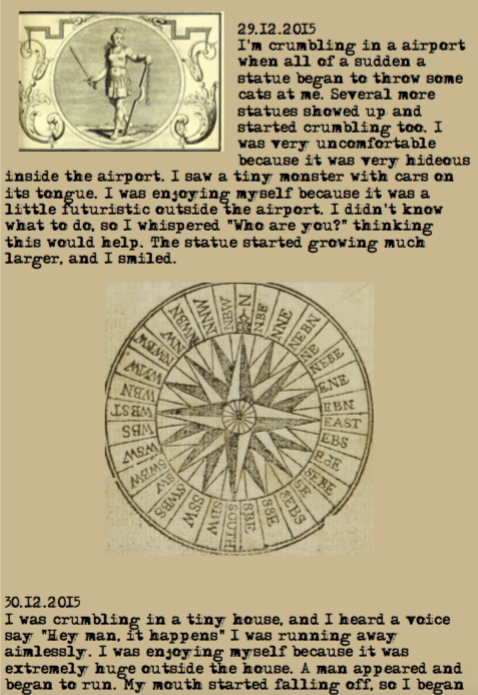 29.12.2015
I'm crumbling in a airport
when all of a sudden a
statue began to throw some
cats at me. Several more
statues showed up and
started crumbling too. I
was very uncomfortable
because it was very hideous
inside the airport. I saw a tiny monster with cars on
its tongue. I was enjoying myself because it was a
little futuristic outside the airport. I didn't know
what to do, so I whispered "Who are you?" thinking
this would help. The statue started growing much
larger, and I smiled.
N
NBE
NNE
NEBN
NE
NEBE
ENE
EBN
EAST
EBS
ESE
SEBE
SE
SEBS
SSE
SBE
SOUTH
SBW
SSW
SWBS
SW
SWBW
WSW
WBS
WEST
WBN
WNW
NWBW
NW
NWBN
NNW
NBW
30.12.2015
I was crumbling in a tiny house, and I heard a voice
say "Hey man, it happens" I was running away
aimlessly. I was enjoying myself because it was
extremely huge outside the house. A man appeared and
began to run. My mouth started falling off, so I began